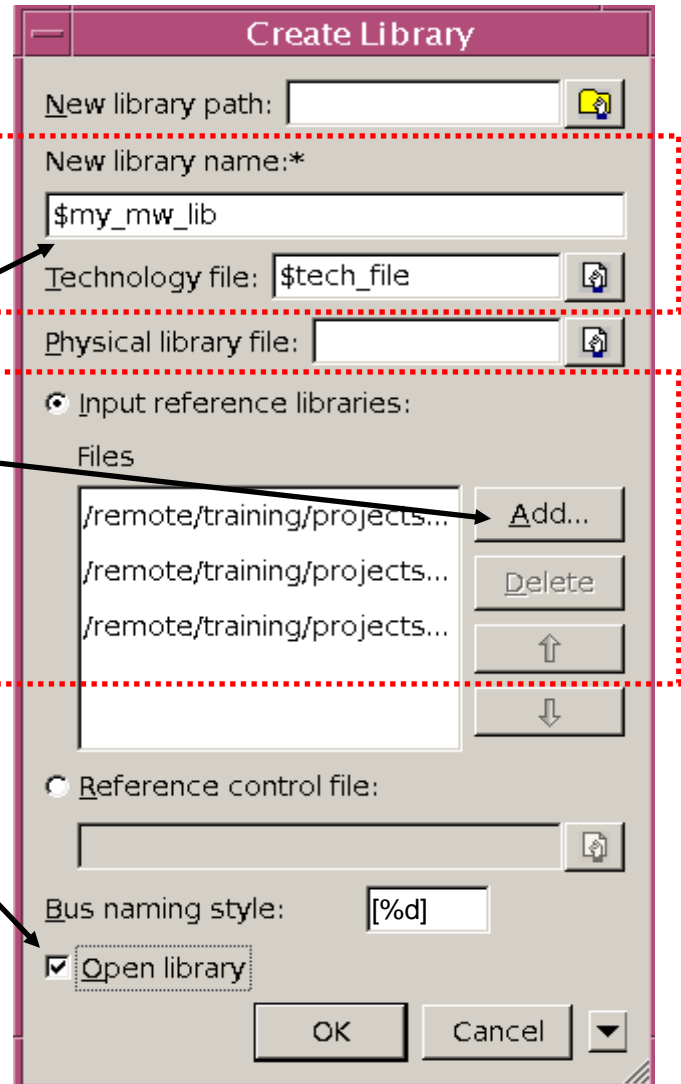 Create Library
New library path:
New library name:*
$my_mw_lib
Technology file: $tech_file
Physical library file:
Input reference libraries:
Files
/remote/training/projects... Add...
/remote/training/projects... Delete
/remote/training/projects...
Reference control file:
Bus naming style: [%d]
Open library
OK Cancel